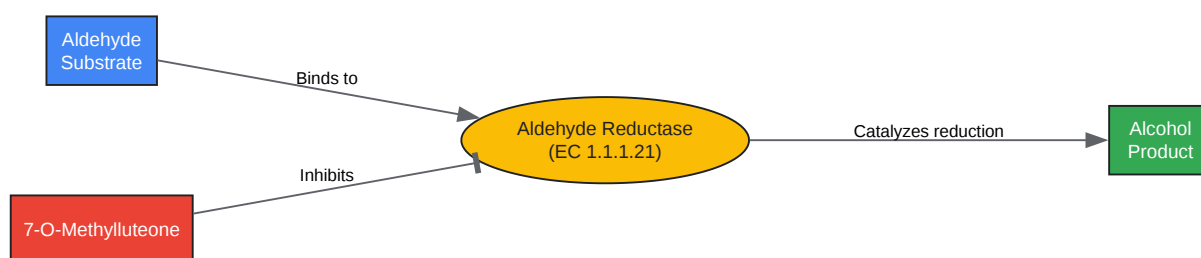 Aldehyde
Substrate
Binds to
Aldehyde Reductase
(EC 1.1.1.21)
Catalyzes reduction
Alcohol
Product
Inhibits
7-O-Methylluteone